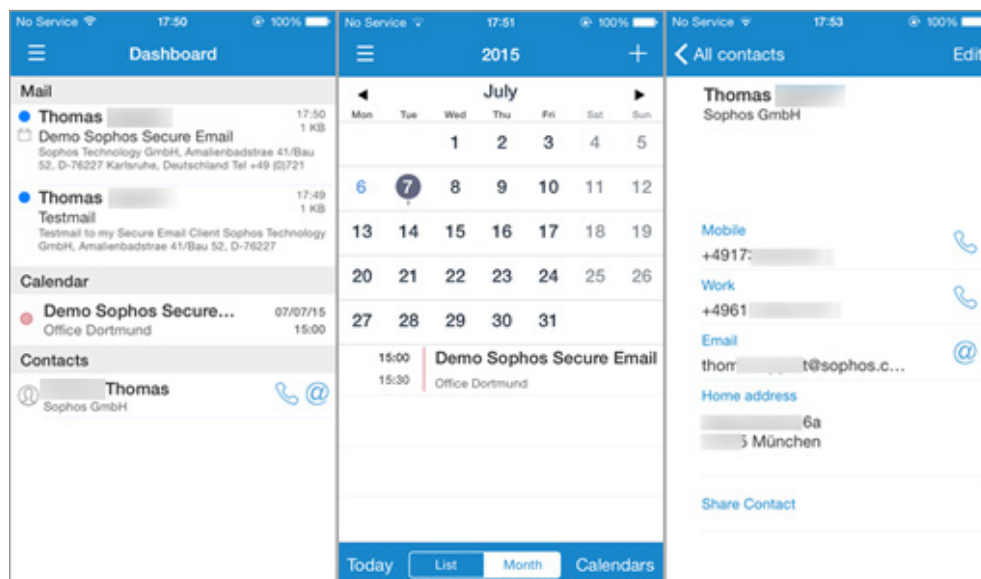 No Service 17:50 100%
Dashboard
Mail
Thomas 17:50
1 KB
Demo Sophos Secure Email
Sophos Technology GmbH, Amalienbadstrae 41/Bau
52, D-76227 Karlsruhe, Deutschland Tel +49 (0)721
Thomas 17:49
1 KB
Testmail
Testmail to my Secure Email Client Sophos Technology
GmbH, Amalienbadstrae 41/Bau 52, D-76227
Calendar
Demo Sophos Secure... 07/07/15
Office Dortmund 15:00
Contacts
Thomas
Sophos GmbH
No Service 17:51 100%
2015 +
July
Mon Tue Wed Thu Fri Sat Sun
1 2 3 4 5
6 7 8 9 10 11 12
13 14 15 16 17 18 19
20 21 22 23 24 25 26
27 28 29 30 31
15:00 Demo Sophos Secure Email
15:30 Office Dortmund
Today List Month Calendars
No Service 17:53 100%
All contacts Edit
Thomas
Sophos GmbH
Mobile
+4917
Work
+4961
Email
thom t@sophos.c...
Home address
6a
5 München
Share Contact